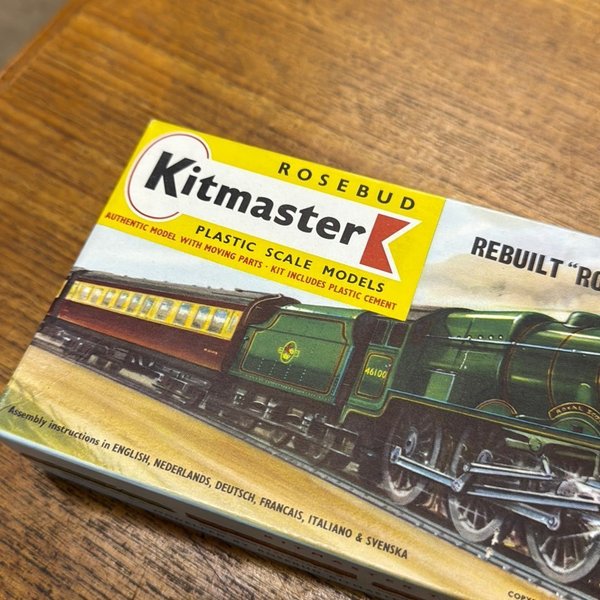 ROSEBUD
Kitmaster
PLASTIC SCALE MODELS
AUTHENTIC MODEL WITH MOVING PARTS · KIT INCLUDES PLASTIC CEMENT
REBUILT "RO
46100
Assembly instructions in ENGLISH, NEDERLANDS, DEUTSCH, FRANCAIS, ITALIANO & SVENSKA